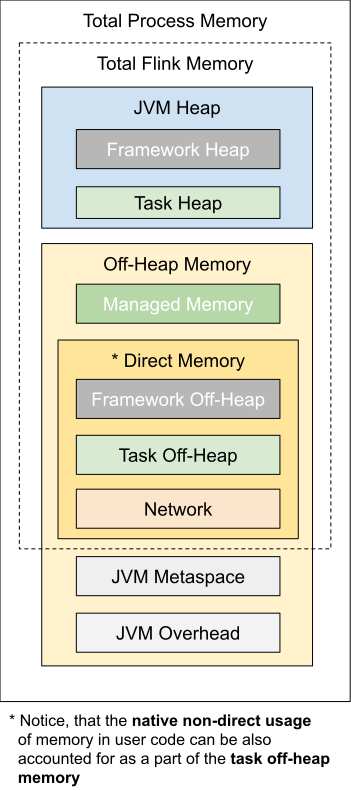 Total Process Memory
Total Flink Memory
JVM Heap
Framework Heap
Task Heap
Off-Heap Memory
Managed Memory
* Direct Memory
Framework Off-Heap
Task Off-Heap
Network
JVM Metaspace
JVM Overhead
* Notice, that the native non-direct usage
of memory in user code can be also
accounted for as a part of the task off-heap
memory